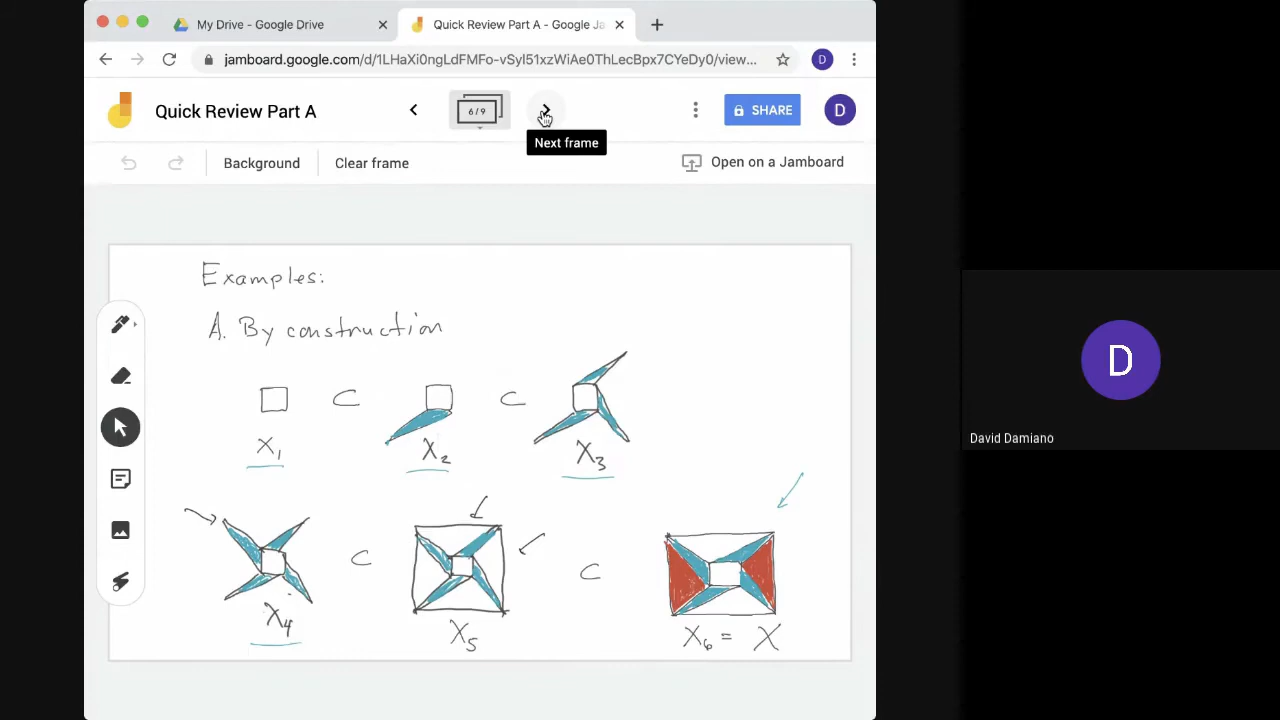 My Drive - Google Drive
Quick Review Part A - Google Ja
jamboard.google.com/d/1LHaXi0ngLdFMFo-vSyl51xzWiAe0ThLecBpx7CYeDy0/view...
D
Quick Review Part A
6/9
SHARE
D
Next frame
Background
Clear frame
Open on a Jamboard
Examples:
A. By construction
⊂ ⊂
X₁ X₂ X₃
⊂ ⊂
X₄ X₅ X₆ = X
D
David Damiano